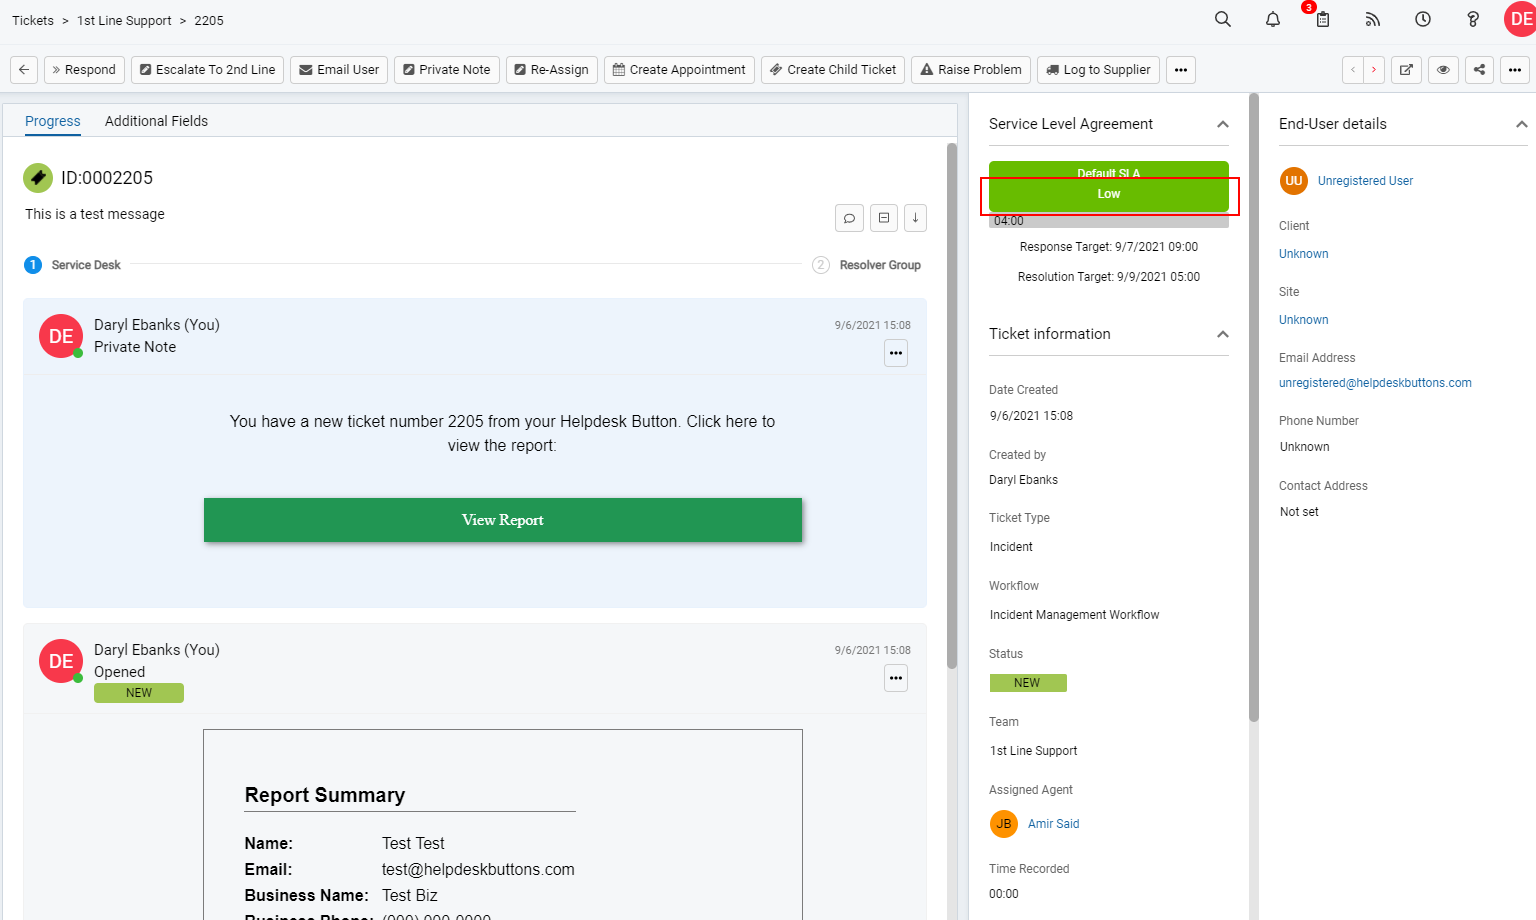 Tickets > 1st Line Support > 2205
3
DE
Respond
Escalate To 2nd Line
Email User
Private Note
Re-Assign
Create Appointment
Create Child Ticket
Raise Problem
Log to Supplier
Progress
Additional Fields
ID:0002205
This is a test message
1 Service Desk
2 Resolver Group
DE
Daryl Ebanks (You)
Private Note
9/6/2021 15:08
You have a new ticket number 2205 from your Helpdesk Button. Click here to
view the report:
View Report
DE
Daryl Ebanks (You)
Opened
NEW
9/6/2021 15:08
Report Summary
Name: Test Test
Email: test@helpdeskbuttons.com
Business Name: Test Biz
Business Phone: (000) 000-0000
Service Level Agreement
Default SLA
Low
04:00
Response Target: 9/7/2021 09:00
Resolution Target: 9/9/2021 05:00
Ticket information
Date Created
9/6/2021 15:08
Created by
Daryl Ebanks
Ticket Type
Incident
Workflow
Incident Management Workflow
Status
NEW
Team
1st Line Support
Assigned Agent
JB Amir Said
Time Recorded
00:00
End-User details
UU Unregistered User
Client
Unknown
Site
Unknown
Email Address
unregistered@helpdeskbuttons.com
Phone Number
Unknown
Contact Address
Not set